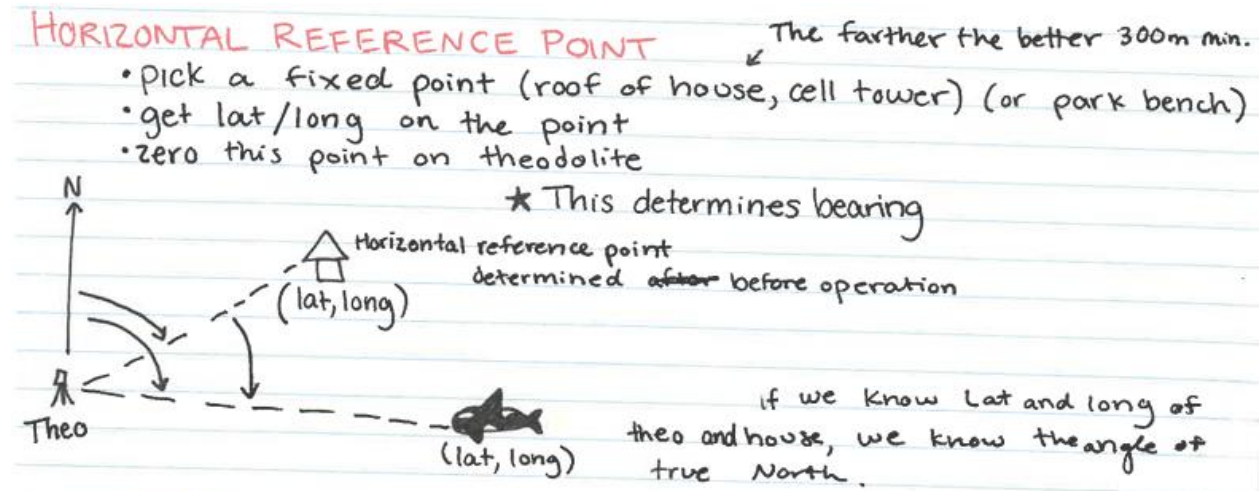 HORIZONTAL REFERENCE POINT
The farther the better 300m min.
• pick a fixed point (roof of house, cell tower) (or park bench)
• get lat/long on the point
• zero this point on theodolite
★ This determines bearing
N
Horizontal reference point
determined after before operation
(lat, long)
Theo
(lat, long)
if we know Lat and long of
theo and house, we know the angle of
true North.